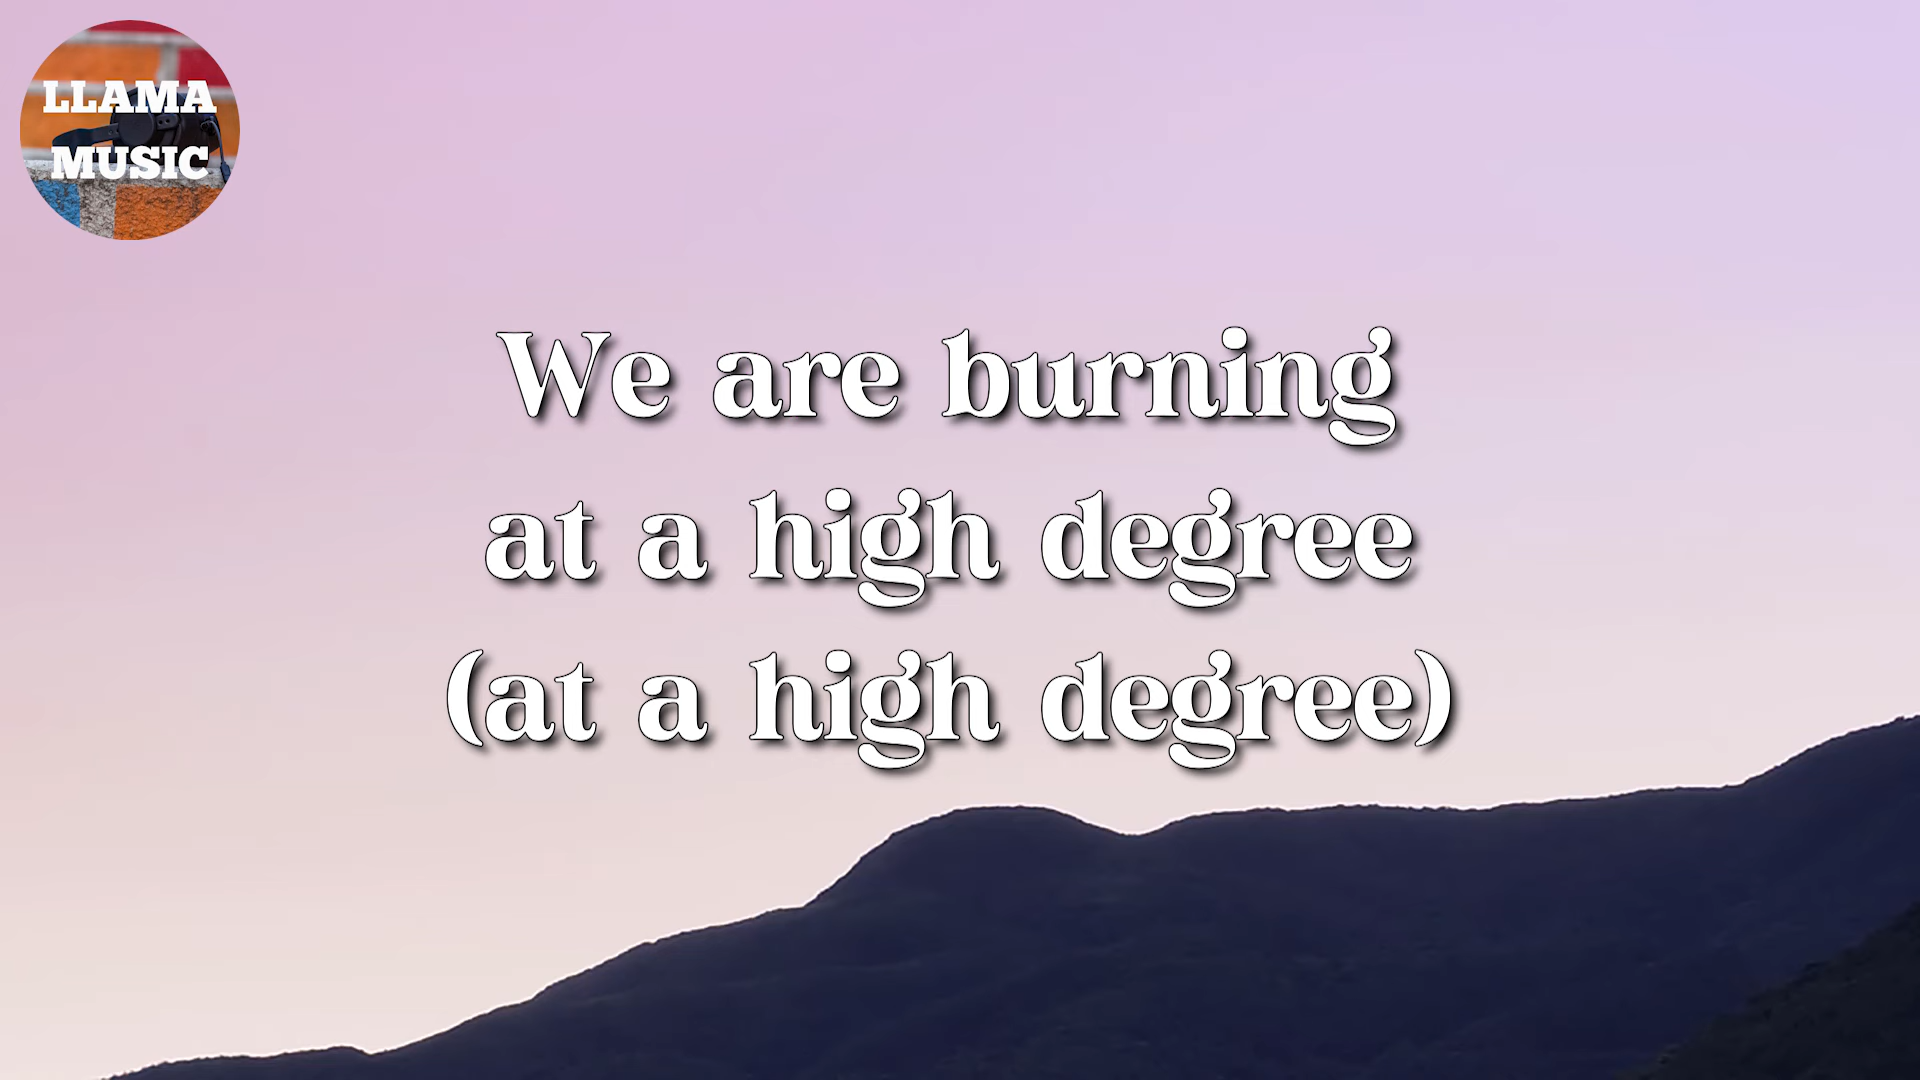 LLAMA
MUSIC
We are burning
at a high degree
(at a high degree)